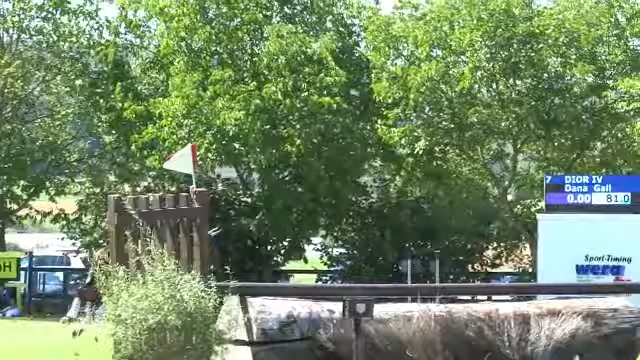 7 DIOR IV
Dana Gall
0.00 81.0
Sport-Timing
wera